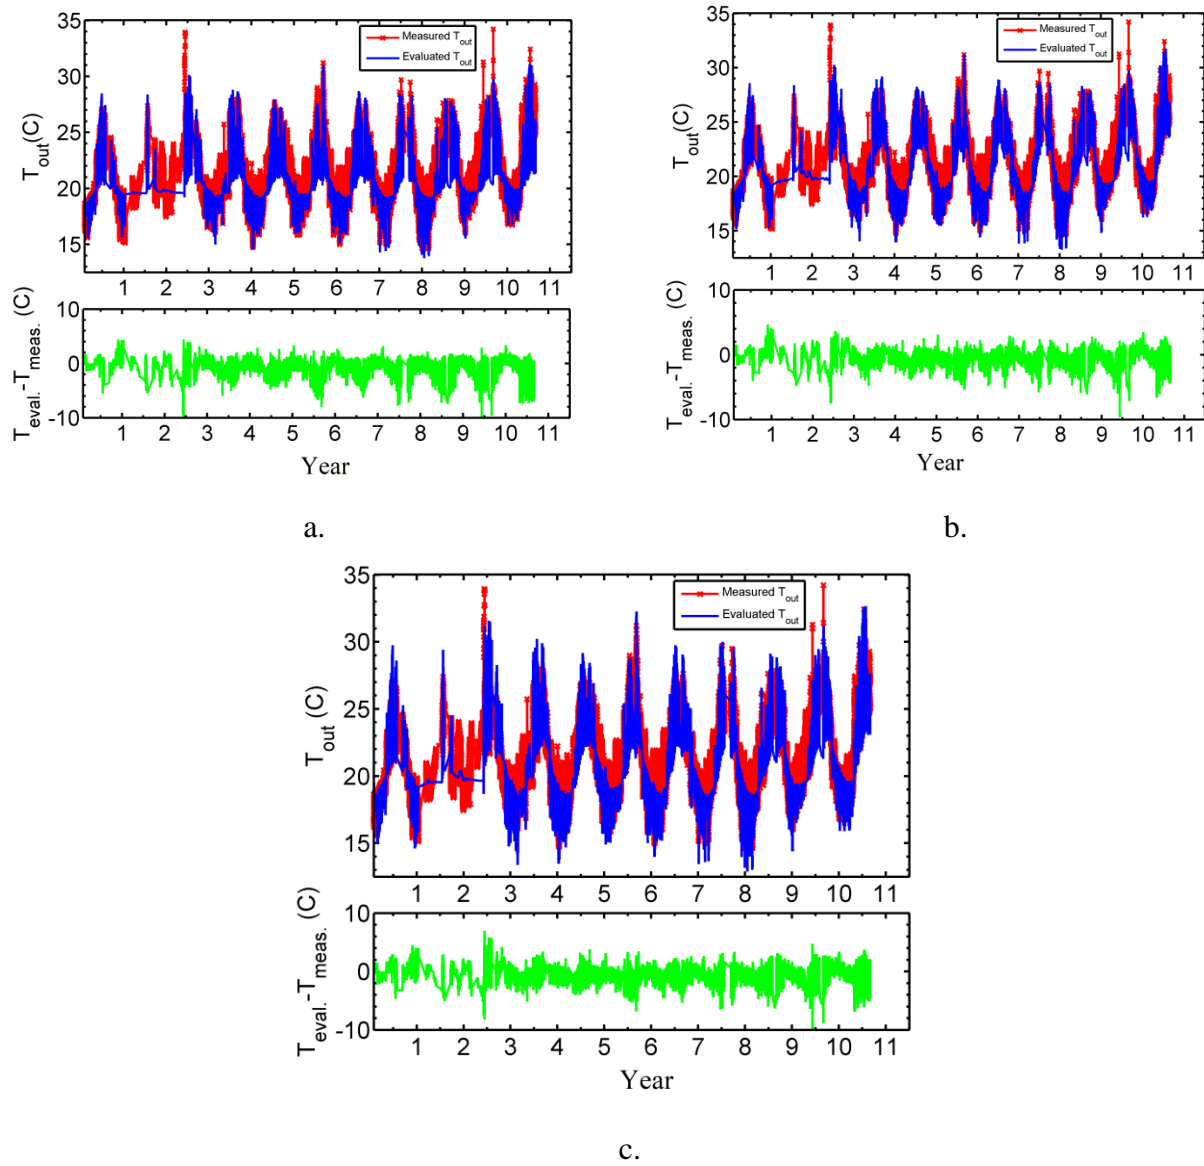 35
30
25
20
15
T_out(C)
Measured T_out
Evaluated T_out
1 2 3 4 5 6 7 8 9 10 11
10
0
-10
T_eval.-T_meas. (C)
1 2 3 4 5 6 7 8 9 10 11
Year
a.
35
30
25
20
15
T_out(C)
Measured T_out
Evaluated T_out
1 2 3 4 5 6 7 8 9 10 11
10
0
-10
T_eval.-T_meas. (C)
1 2 3 4 5 6 7 8 9 10 11
Year
b.
35
30
25
20
15
T_out (C)
Measured T_out
Evaluated T_out
1 2 3 4 5 6 7 8 9 10 11
10
0
-10
T_eval.-T_meas. (C)
1 2 3 4 5 6 7 8 9 10 11
Year
c.